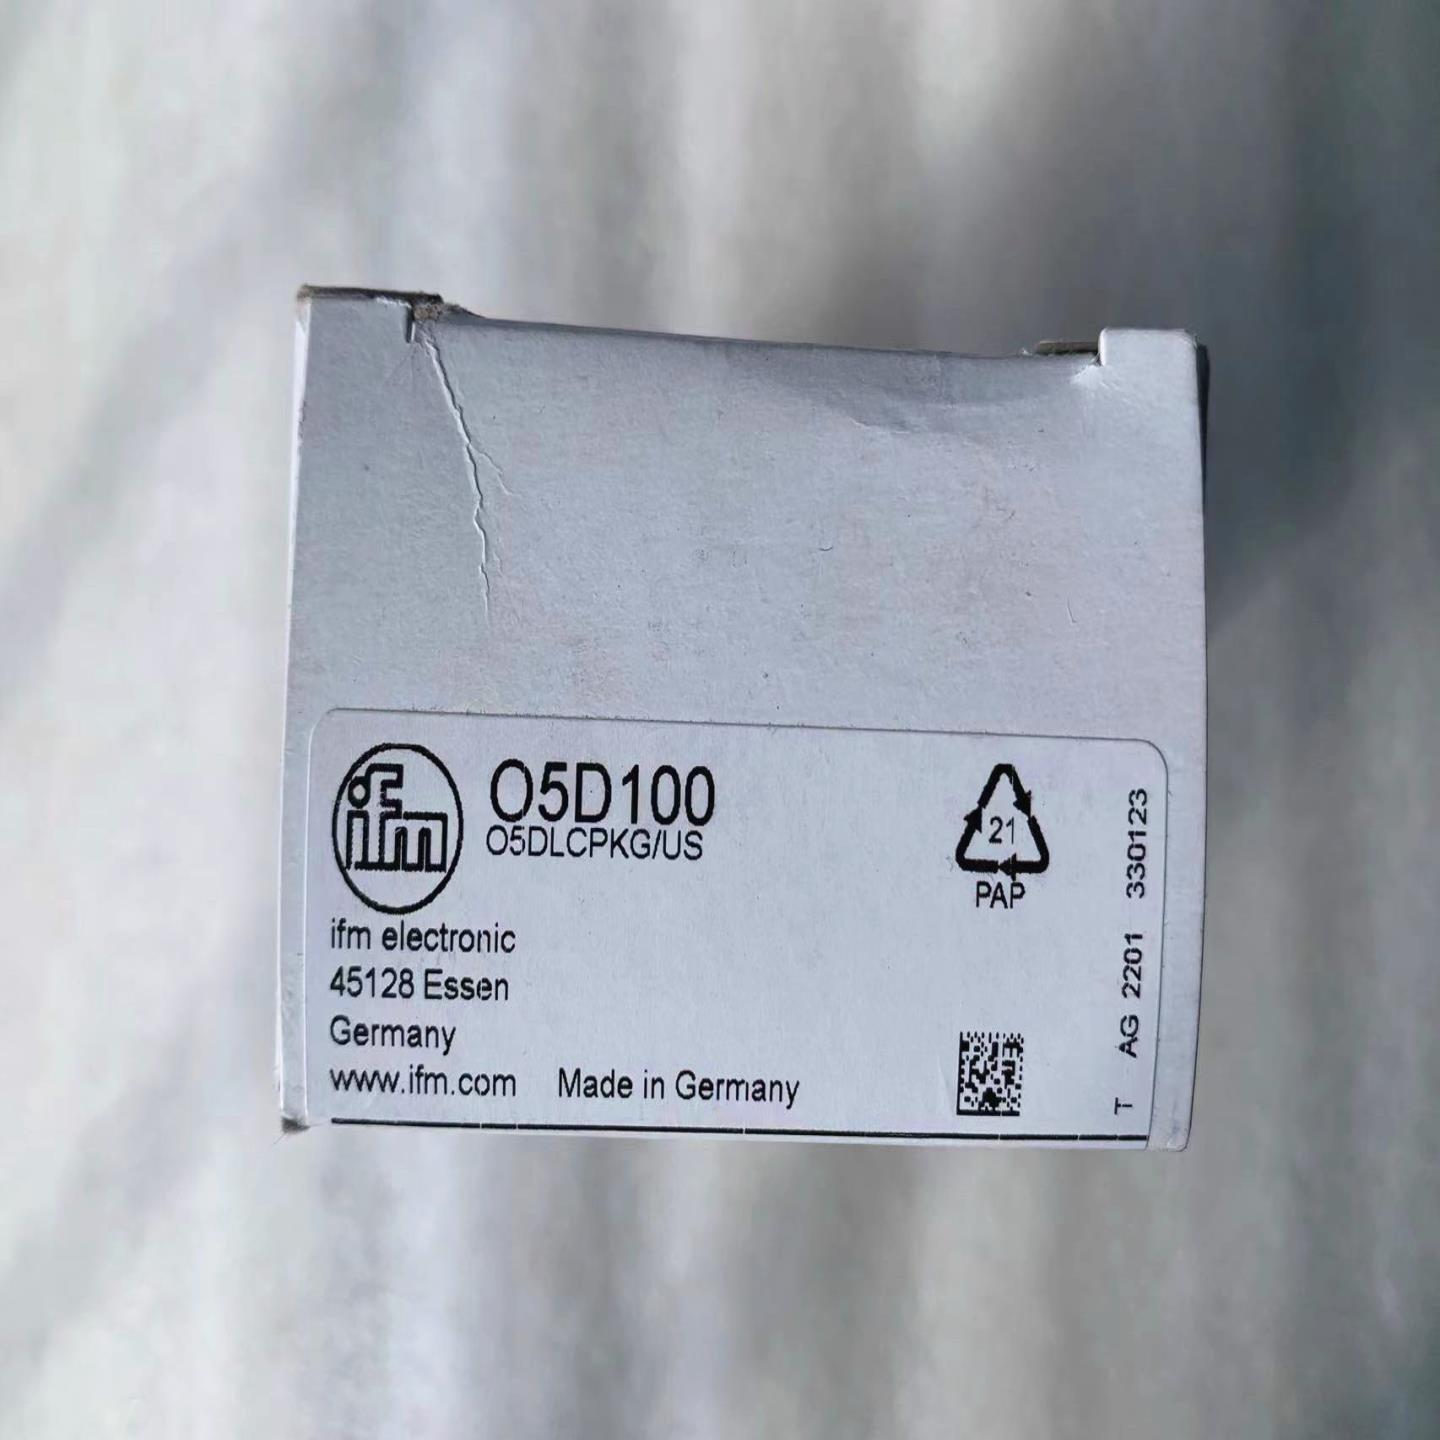 ifm
O5D100
O5DLCPKG/US
ifm electronic
45128 Essen
Germany
www.ifm.com Made in Germany
21
PAP
T AG 2201 330123